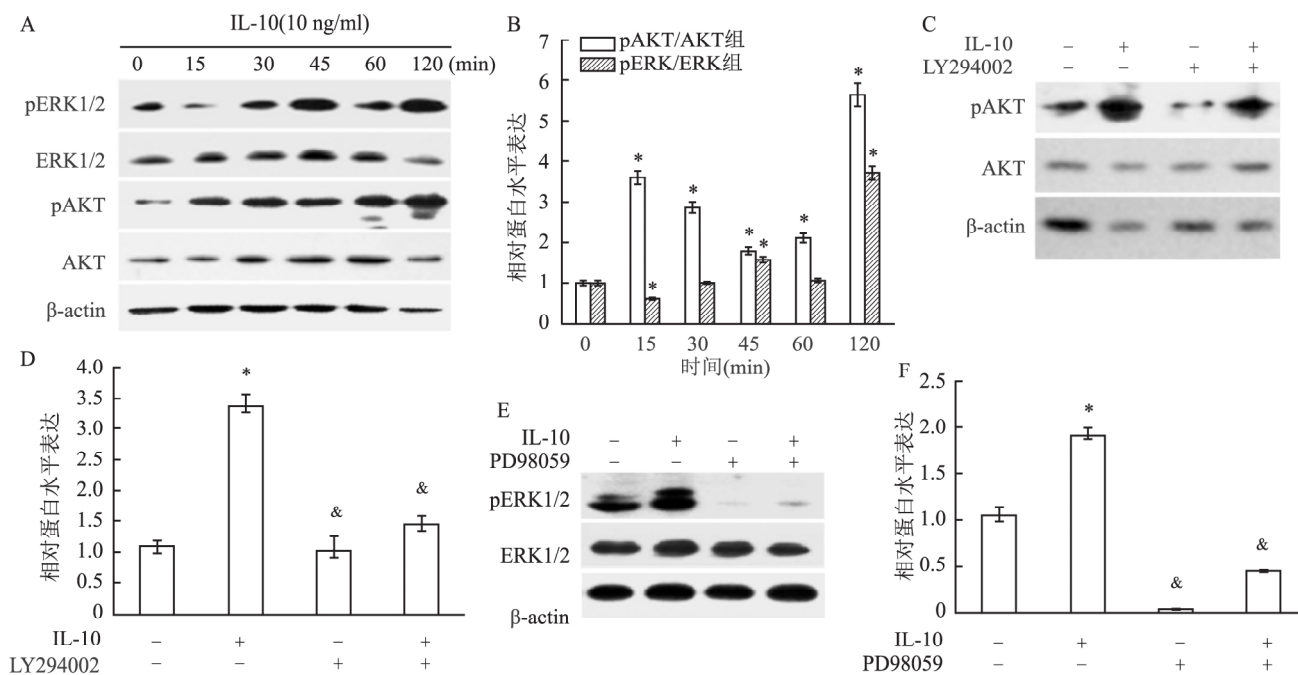 A
IL-10(10 ng/ml)
0 15 30 45 60 120 (min)
pERK1/2
ERK1/2
pAKT
AKT
β-actin
B
相对蛋白水平表达
7
6
5
4
3
2
1
0
pAKT/AKT组
pERK/ERK组
*
*
*
*
*
*
*
*
0 15 30 45 60 120
时间(min)
C
IL-10 − + − +
LY294002 − − + +
pAKT
AKT
β-actin
D
相对蛋白水平表达
4.0
3.5
3.0
2.5
2.0
1.5
1.0
0.5
0
*
&
&
IL-10 − + − +
LY294002 − − + +
E
IL-10 − + − +
PD98059 − − + +
pERK1/2
ERK1/2
β-actin
F
相对蛋白水平表达
2.5
2.0
1.5
1.0
0.5
0
*
&
&
IL-10 − + − +
PD98059 − − + +